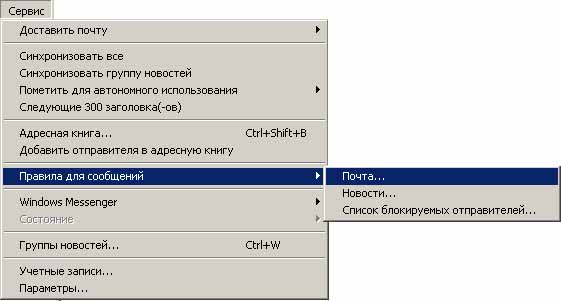 Сервис
Доставить почту
Синхронизовать все
Синхронизовать группу новостей
Пометить для автономного использования
Следующие 300 заголовка(-ов)
Адресная книга... Ctrl+Shift+B
Добавить отправителя в адресную книгу
Правила для сообщений Почта...
Новости...
Windows Messenger
Список блокируемых отправителей...
Состояние
Группы новостей... Ctrl+W
Учетные записи...
Параметры...